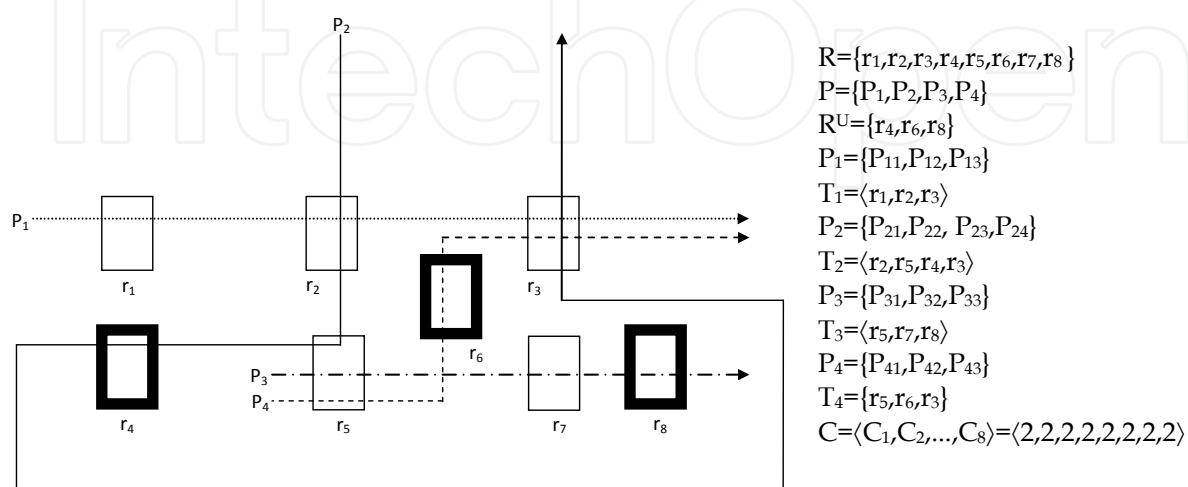 IntechOpen
P₂
P₁
r₁
r₂
r₃
r₆
P₃
P₄
r₄
r₅
r₇
r₈
R={r₁,r₂,r₃,r₄,r₅,r₆,r₇,r₈}
P={P₁,P₂,P₃,P₄}
Rᵁ={r₄,r₆,r₈}
P₁={P₁₁,P₁₂,P₁₃}
T₁=⟨r₁,r₂,r₃⟩
P₂={P₂₁,P₂₂, P₂₃,P₂₄}
T₂=⟨r₂,r₅,r₄,r₃⟩
P₃={P₃₁,P₃₂,P₃₃}
T₃=⟨r₅,r₇,r₈⟩
P₄={P₄₁,P₄₂,P₄₃}
T₄={r₅,r₆,r₃}
C=⟨C₁,C₂,...,C₈⟩=⟨2,2,2,2,2,2,2,2⟩